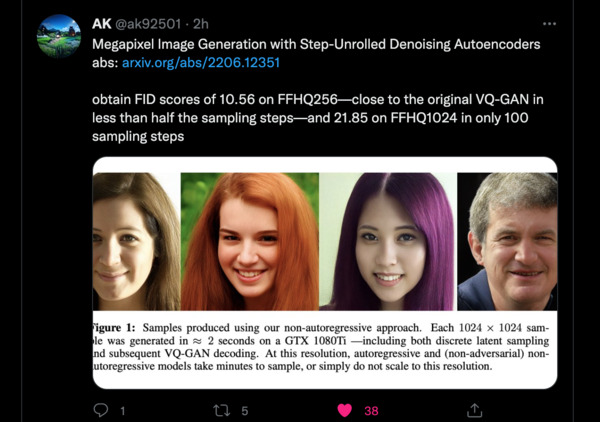 AK @ak92501 · 2h
Megapixel Image Generation with Step-Unrolled Denoising Autoencoders
abs: arxiv.org/abs/2206.12351
obtain FID scores of 10.56 on FFHQ256—close to the original VQ-GAN in
less than half the sampling steps—and 21.85 on FFHQ1024 in only 100
sampling steps
igure 1: Samples produced using our non-autoregressive approach. Each 1024 × 1024 sam-
le was generated in ≈ 2 seconds on a GTX 1080Ti —including both discrete latent sampling
nd subsequent VQ-GAN decoding. At this resolution, autoregressive and (non-adversarial) non-
utoregressive models take minutes to sample, or simply do not scale to this resolution.
1 5 38